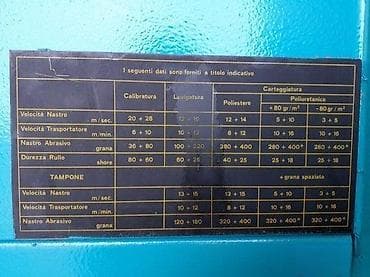 I seguenti dati sono forniti a titolo indicativo
Calibratura Levigatura Carteggiatura
Poliestere Poliuretanica
+80 gr/m² -80 gr/m²
Velocità Nastro m/sec. 20 ÷ 28 12 ÷ 14 5 ÷ 10 3 ÷ 5
Velocità Trasportatore m/min. 6 ÷ 10 10 ÷ 12 8 ÷ 12 10 ÷ 16 10 ÷ 16
Nastro Abrasivo grana 36 ÷ 80 100 ÷ 220 280 ÷ 400 280 ÷ 400* 280 ÷ 400*
Durezza Rullo shore 80 ÷ 60 60 ÷ 40 ÷ 25 25 ÷ 18 25 ÷ 18
TAMPONE + grana spaziata
Velocità Nastro m/sec. 13 ÷ 15 13 ÷ 15 5 ÷ 10 3 ÷ 5
Velocità Trasportatore m/min. 10 ÷ 12 8 ÷ 12 10 ÷ 16 10 ÷ 16
Nastro Abrasivo grana 120 ÷ 180 320 ÷ 400 320 ÷ 400* 320 ÷ 400*